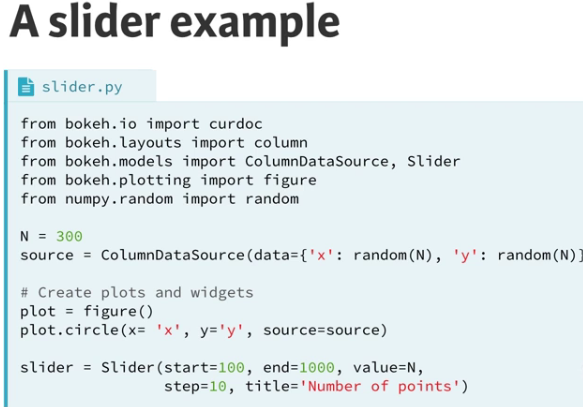 A slider example
slider.py
from bokeh.io import curdoc
from bokeh.layouts import column
from bokeh.models import ColumnDataSource, Slider
from bokeh.plotting import figure
from numpy.random import random
N = 300
source = ColumnDataSource(data={'x': random(N), 'y': random(N)}
# Create plots and widgets
plot = figure()
plot.circle(x= 'x', y='y', source=source)
slider = Slider(start=100, end=1000, value=N,
step=10, title='Number of points')